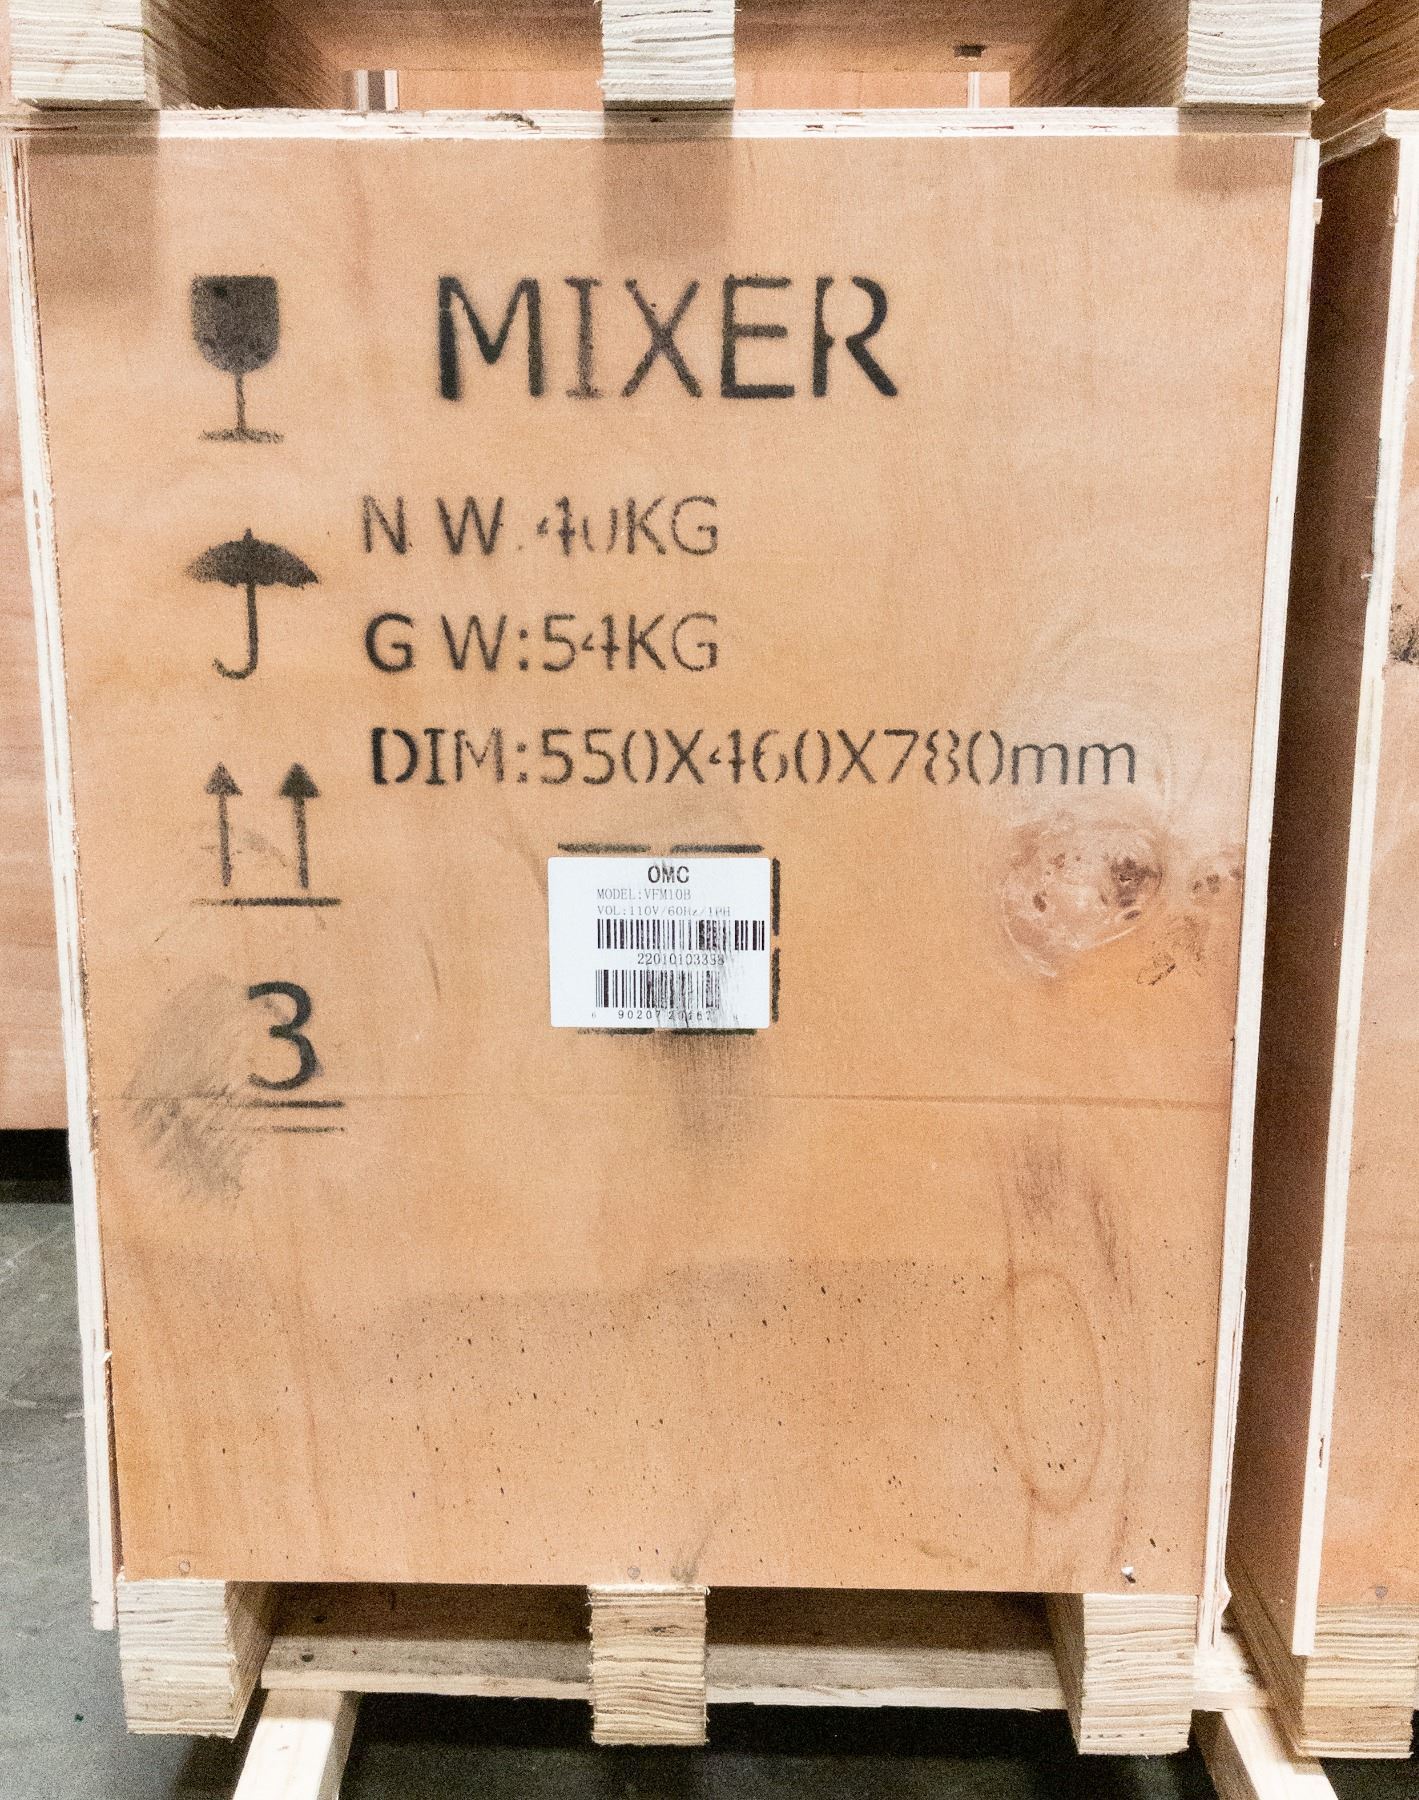 MIXER
N W:40KG
G W:54KG
DIM:550X460X780mm
OMC
MODEL:VFM10B
VOL:110V/60Hz/1PH
3